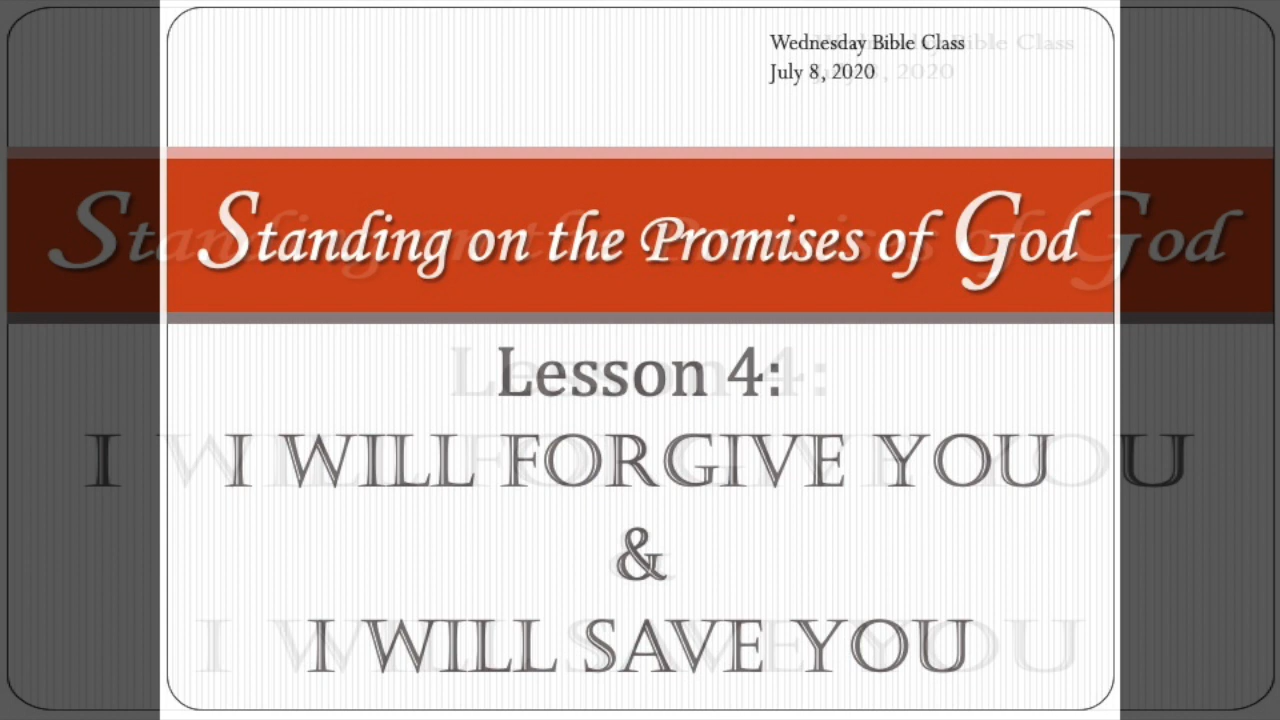 Wednesday Bible Class
July 8, 2020
Standing on the Promises of God
Lesson 4:
I WILL FORGIVE YOU
&
I WILL SAVE YOU